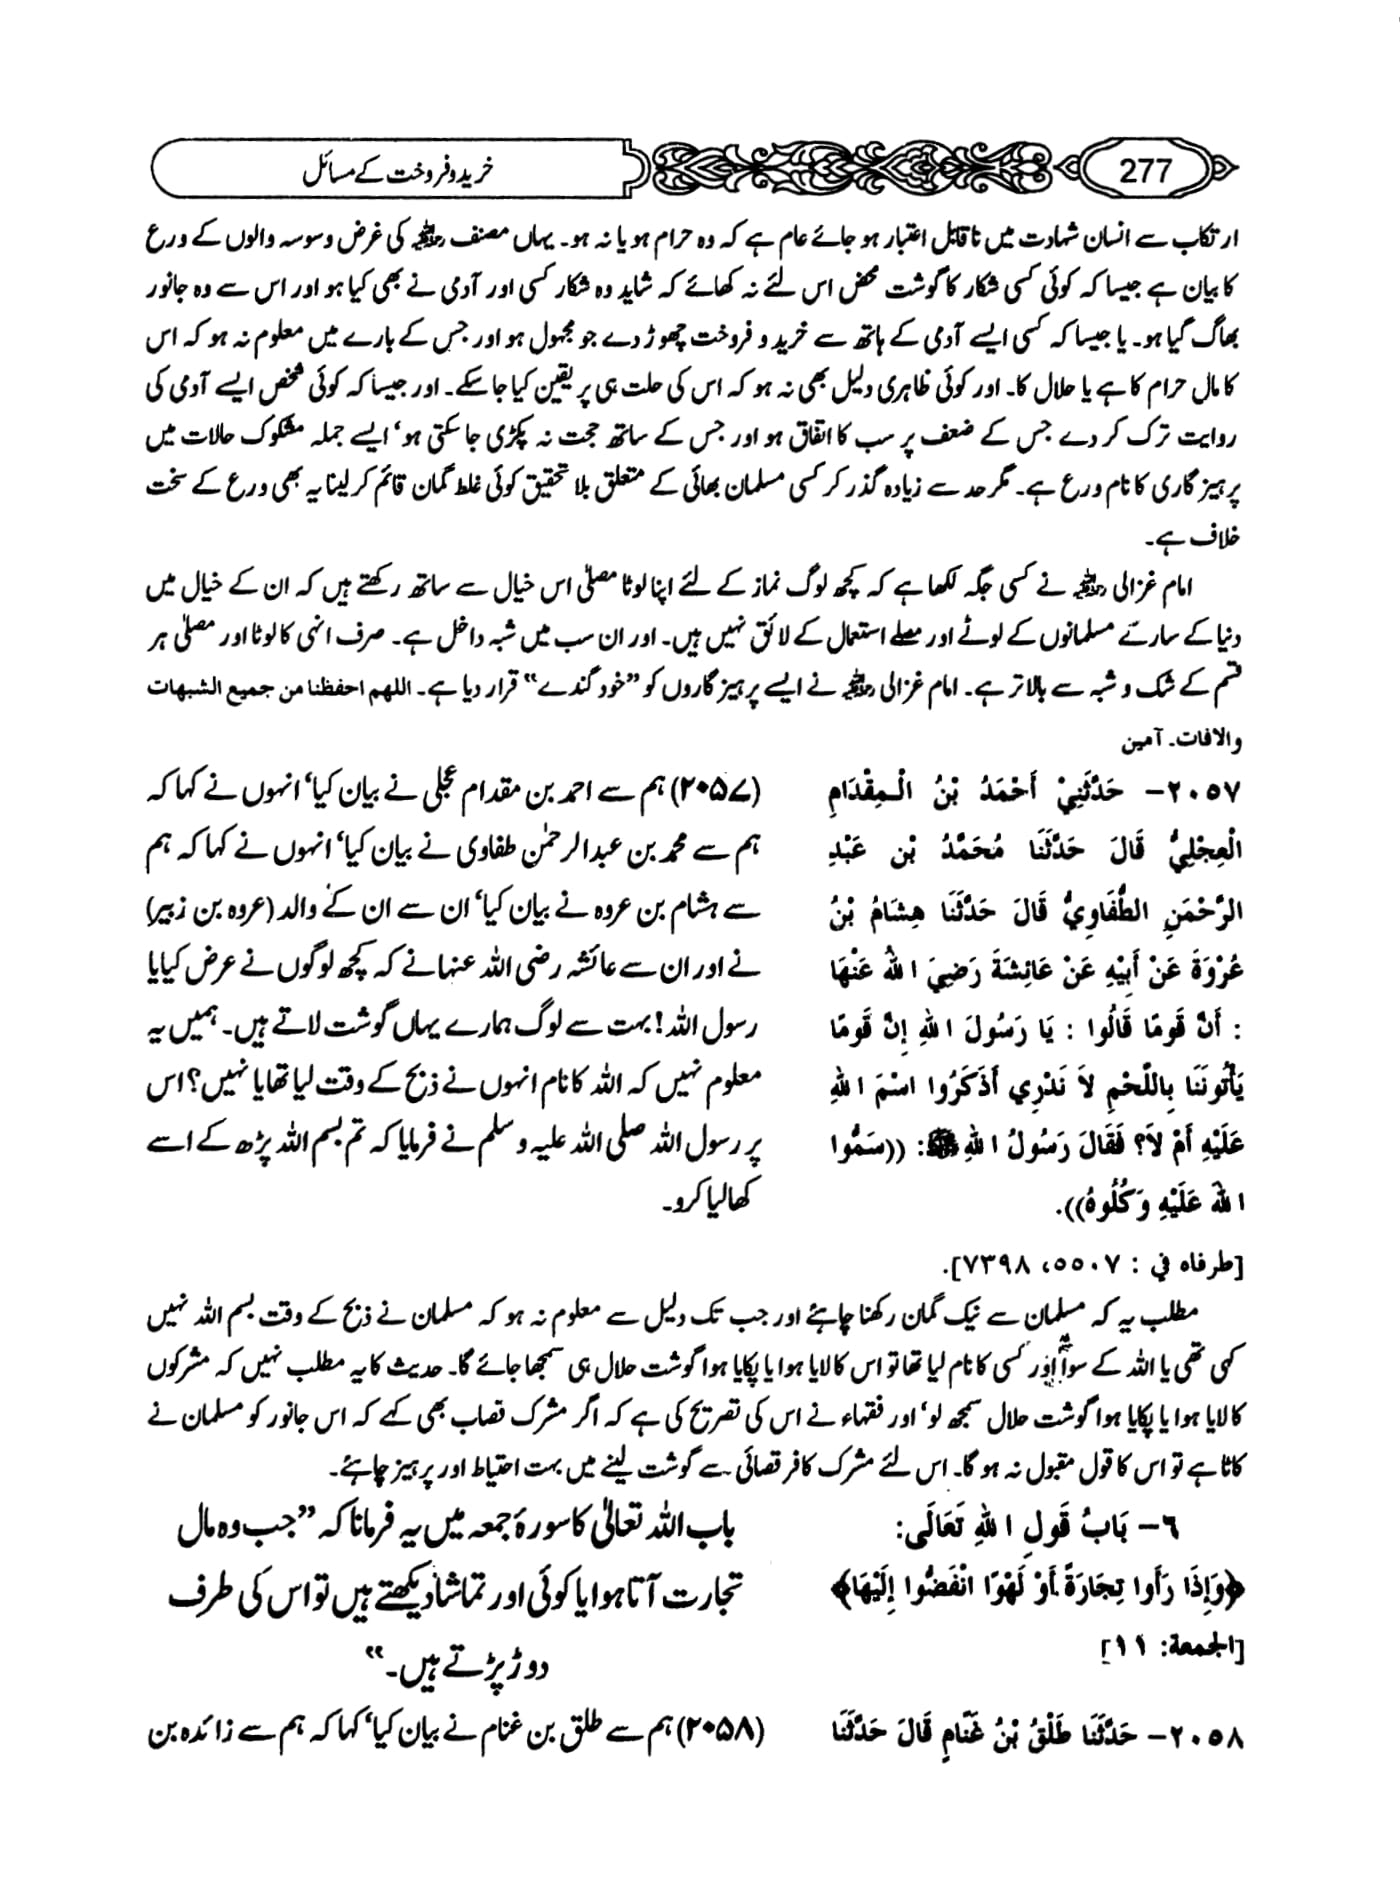 277
خرید و فروخت کے مسائل
ارتکاب سے انسان شہادت میں ناقابل اعتبار ہو جائے عام ہے کہ وہ حرام ہو یا نہ ہو۔ یہاں مصنف رحمہ اللہ کی غرض وسوسہ والوں کے ورع
کا بیان ہے جیسا کہ کوئی کسی شکار کا گوشت محض اس لئے نہ کھائے کہ شاید وہ شکار کسی اور آدمی نے بھی کیا ہو اور اس سے وہ جانور
بھاگ گیا ہو۔ یا جیسا کہ کسی ایسے آدمی کے ہاتھ سے خرید و فروخت چھوڑ دے جو مجہول ہو اور جس کے بارے میں معلوم نہ ہو کہ اس
کا مال حرام کا ہے یا حلال کا۔ اور کوئی ظاہری دلیل بھی نہ ہو کہ اس کی حلت ہی پر یقین کیا جا سکے۔ اور جیسا کہ کوئی شخص ایسے آدمی کی
روایت ترک کر دے جس کے ضعف پر سب کا اتفاق ہو اور جس کے ساتھ حجت نہ پکڑی جا سکتی ہو‘ ایسے جملہ مشکوک حالات میں
پرہیز گاری کا نام ورع ہے۔ مگر حد سے زیادہ گذر کر کسی مسلمان بھائی کے متعلق بلا تحقیق کوئی غلط گمان قائم کر لینا یہ بھی ورع کے سخت
خلاف ہے۔
امام غزالی رحمہ اللہ نے کسی جگہ لکھا ہے کہ کچھ لوگ نماز کے لئے اپنا لوٹا مصلیٰ اس خیال سے ساتھ رکھتے ہیں کہ ان کے خیال میں
دنیا کے سارے مسلمانوں کے لوٹے اور مصلے استعمال کے لائق نہیں ہیں۔ اور ان سب میں شبہ داخل ہے۔ صرف انہی کا لوٹا اور مصلیٰ ہر
قسم کے شک و شبہ سے بالاتر ہے۔ امام غزالی رحمہ اللہ نے ایسے پرہیز گاروں کو ”خود گندے“ قرار دیا ہے۔ اللهم احفظنا من جميع الشبهات
والافات۔ آمین
٢٠٥٧- حَدَّثَنِيْ أَحْمَدُ بْنُ الْـمِقْدَامِ
الْعِجْلِيُّ قَالَ حَدَّثَنَا مُحَمَّدُ بْن عَبْدِ
الرَّحْمَنِ الطُّفَاوِيُّ قَالَ حَدَّثَنَا هِشَامُ بْنُ
عُرْوَةَ عَنْ أَبِيْهِ عَنْ عَائِشَةَ رَضِيَ اللهُ عَنْهَا
: أَنَّ قَومًا قَالُوا : يَا رَسُولَ اللهِ إِنَّ قَومًا
يَأْتُونَنَا بِاللَّحْمِ لاَ نَدْرِي أَذَكَرُوا اسْمَ اللهِ
عَلَيْهِ أَمْ لاَ؟ فَقَالَ رَسُولُ اللهِ ﷺ: ((سَمُّوا
اللهَ عَلَيْهِ وَكُلُوهُ)).
[طرفاه في : ٥٥٠٧، ٧٣٩٨].
(۲۰۵۷) ہم سے احمد بن مقدام عجلی نے بیان کیا‘ انہوں نے کہا کہ
ہم سے محمد بن عبدالرحمٰن طفاوی نے بیان کیا‘ انہوں نے کہا کہ ہم
سے ہشام بن عروہ نے بیان کیا‘ ان سے ان کے والد (عروہ بن زبیر)
نے اور ان سے عائشہ رضی اللہ عنہا نے کہ کچھ لوگوں نے عرض کیا یا
رسول اللہ! بہت سے لوگ ہمارے یہاں گوشت لاتے ہیں۔ ہمیں یہ
معلوم نہیں کہ اللہ کا نام انہوں نے ذبح کے وقت لیا تھا یا نہیں؟ اس
پر رسول اللہ صلی اللہ علیہ وسلم نے فرمایا کہ تم بسم اللہ پڑھ کے اسے
کھا لیا کرو۔
مطلب یہ کہ مسلمان سے نیک گمان رکھنا چاہئے اور جب تک دلیل سے معلوم نہ ہو کہ مسلمان نے ذبح کے وقت بسم اللہ نہیں
کہی تھی یا اللہ کے سوا اور کسی کا نام لیا تھا تو اس کا لایا ہوا یا پکایا ہوا گوشت حلال ہی سمجھا جائے گا۔ حدیث کا یہ مطلب نہیں کہ مشرکوں
کا لایا ہوا یا پکایا ہوا گوشت حلال سمجھ لو‘ اور فقہاء نے اس کی تصریح کی ہے کہ اگر مشرک قصاب بھی کہے کہ اس جانور کو مسلمان نے
کاٹا ہے تو اس کا قول مقبول نہ ہو گا۔ اس لئے مشرک کافر قصائی سے گوشت لینے میں بہت احتیاط اور پرہیز چاہئے۔
٦- بَابُ قَولِ اللهِ تَعَالَى:
﴿وَإِذَا رَأَوا تِجَارَةً أَوْ لَهْوًا انْفَضُّوا إِلَيْهَا﴾
[الجمعة: ١١]
باب اللہ تعالیٰ کا سورۂ جمعہ میں یہ فرمانا کہ ”جب وہ مال
تجارت آتا ہوا یا کوئی اور تماشا دیکھتے ہیں تو اس کی طرف
دوڑ پڑتے ہیں۔“
٢٠٥٨- حَدَّثَنَا طَلْقُ بْنُ غَنَّامٍ قَالَ حَدَّثَنَا
(۲۰۵۸) ہم سے طلق بن غنام نے بیان کیا‘ کہا کہ ہم سے زائدہ بن